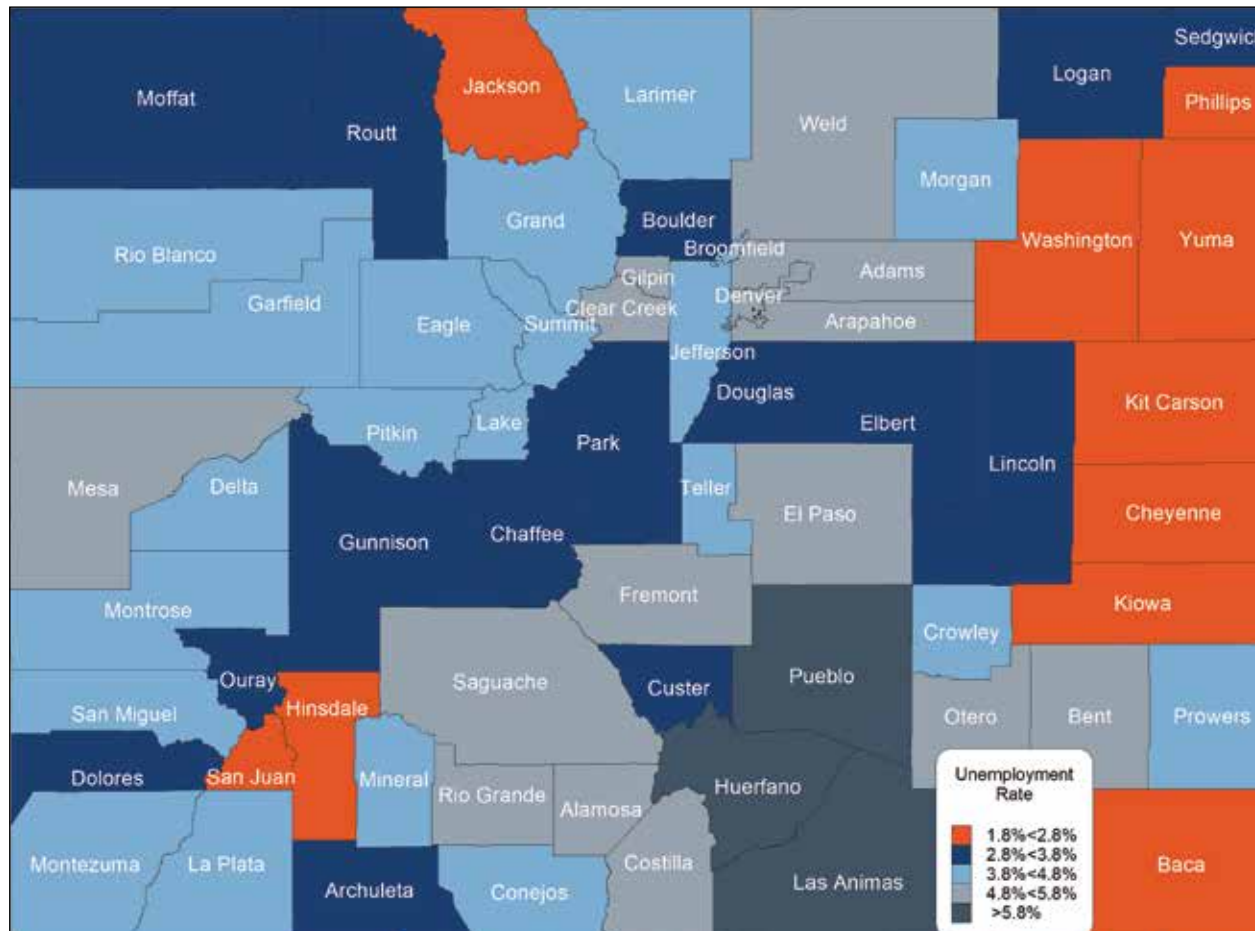 Sedgwick
Logan
Jackson
Moffat
Larimer
Phillips
Weld
Routt
Morgan
Grand
Boulder
Washington
Yuma
Rio Blanco
Broomfield
Gilpin
Adams
Garfield
Denver
Clear Creek
Eagle
Summit
Arapahoe
Jefferson
Douglas
Kit Carson
Elbert
Lake
Pitkin
Park
Lincoln
Mesa
Delta
Teller
El Paso
Cheyenne
Chaffee
Gunnison
Fremont
Kiowa
Montrose
Crowley
Pueblo
Ouray
Saguache
Custer
Hinsdale
San Miguel
Otero
Bent
Prowers
Dolores
San Juan
Mineral
Rio Grande
Huerfano
Alamosa
Montezuma
La Plata
Costilla
Archuleta
Conejos
Las Animas
Baca
Unemployment
Rate
1.8%<2.8%
2.8%<3.8%
3.8%<4.8%
4.8%<5.8%
>5.8%